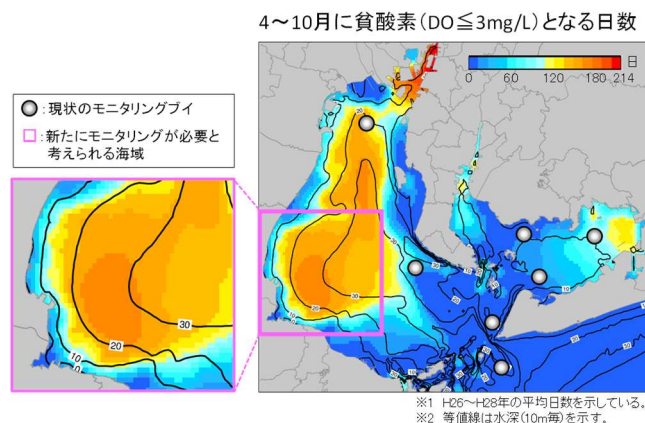 4～10月に貧酸素(DO≦3mg/L)となる日数
日
0 60 120 180 214
:現状のモニタリングブイ
:新たにモニタリングが必要と
考えられる海域
20
30
10
0
20
30
10
※1 H26～H28年の平均日数を示している。
※2 等値線は水深(10m毎)を示す。